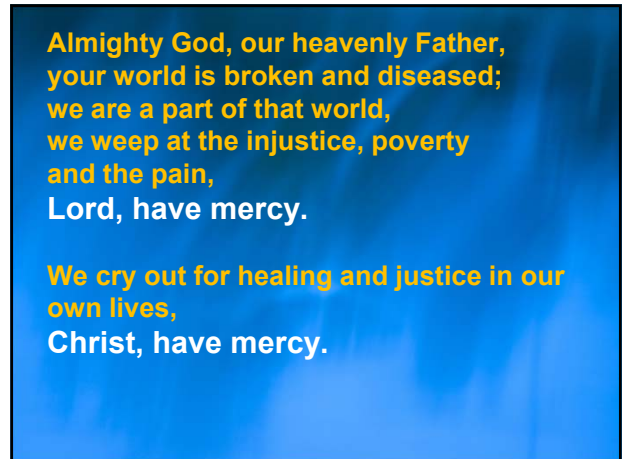 Almighty God, our heavenly Father,
your world is broken and diseased;
we are a part of that world,
we weep at the injustice, poverty
and the pain,
Lord, have mercy.
We cry out for healing and justice in our
own lives,
Christ, have mercy.